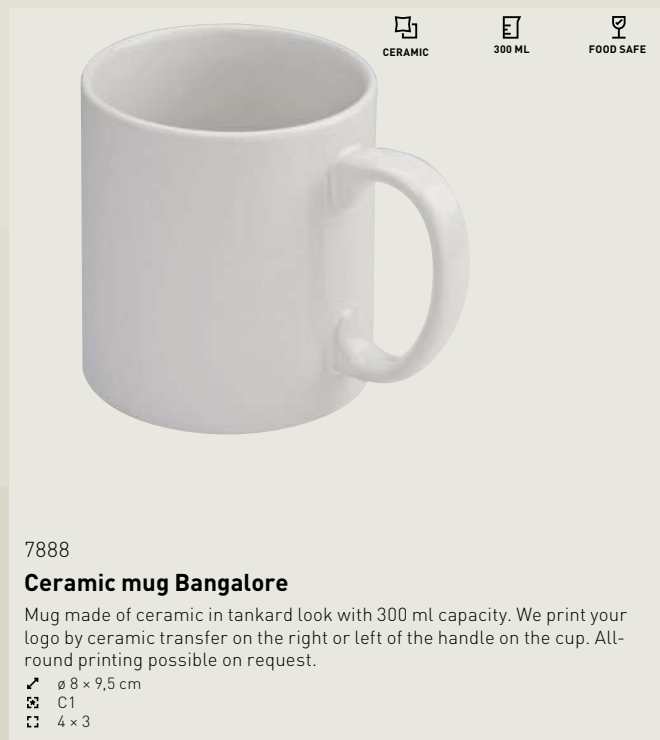 CERAMIC
300 ML
FOOD SAFE
7888
Ceramic mug Bangalore
Mug made of ceramic in tankard look with 300 ml capacity. We print your
logo by ceramic transfer on the right or left of the handle on the cup. All-
round printing possible on request.
ø 8 × 9,5 cm
C1
4 × 3